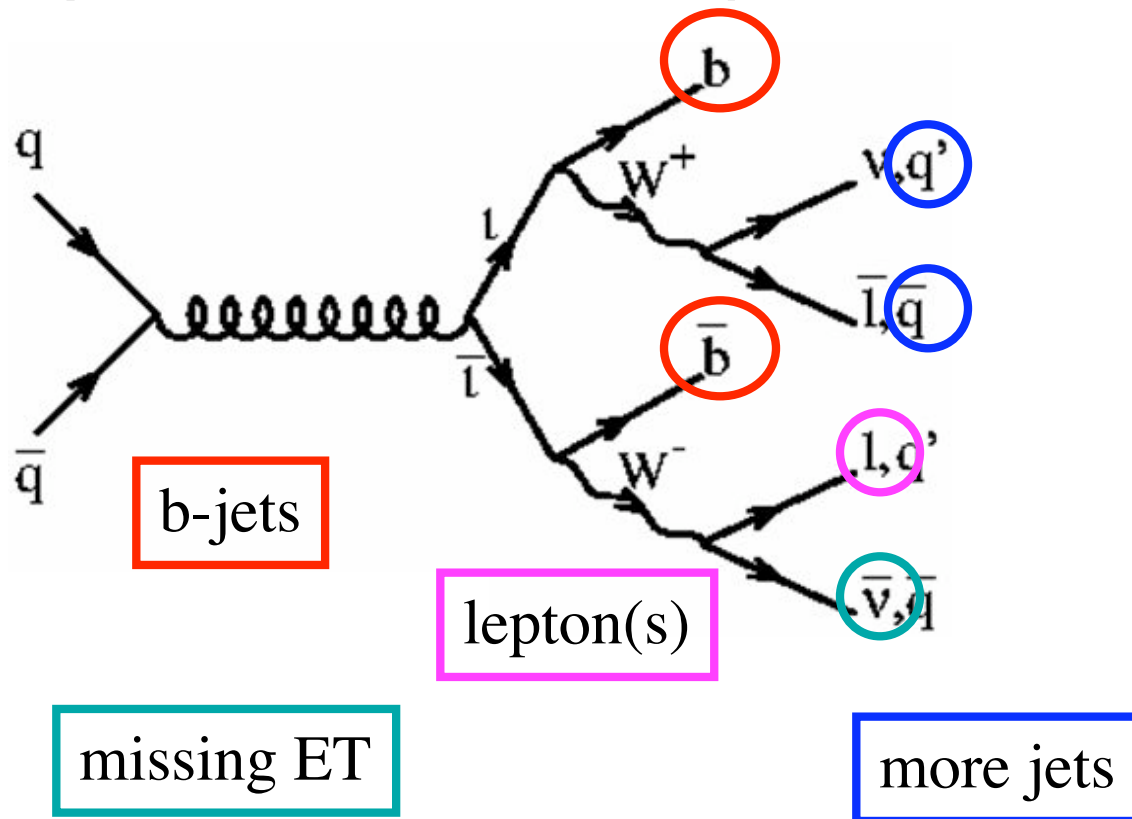 b
q
W⁺
ν,q’
t
l̅,q̅
b̅
t̅
q̅
W⁻
l,q’
b-jets
ν̅,q̅
lepton(s)
missing ET
more jets